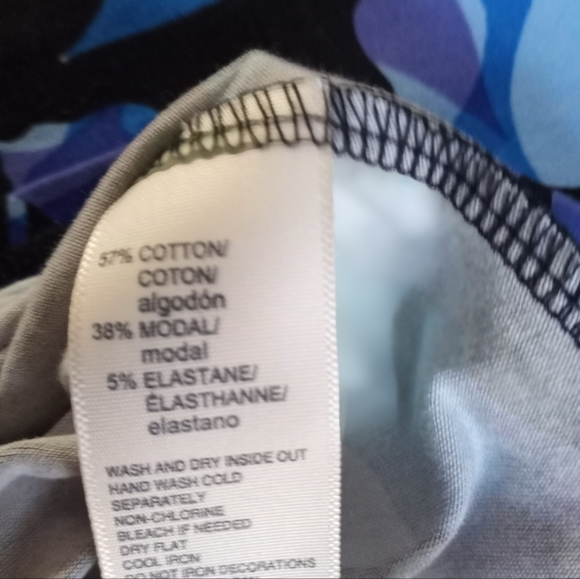 57% COTTON/
COTON/
algodón
38% MODAL/
modal
5% ELASTANE/
ÉLASTHANNE/
elastano
WASH AND DRY INSIDE OUT
HAND WASH COLD
SEPARATELY
NON-CHLORINE
BLEACH IF NEEDED
DRY FLAT
COOL IRON
DO NOT IRON DECORATIONS